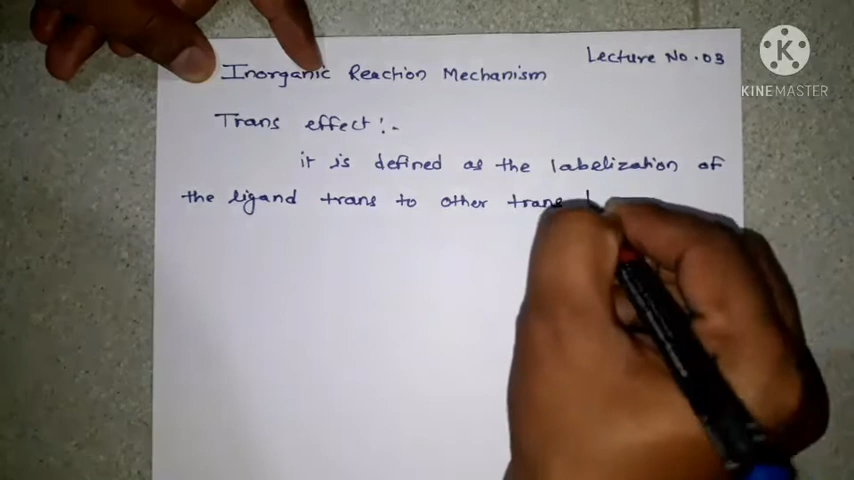 Lecture No. 03
Inorganic Reaction Mechanism
Trans effect :-
it is defined as the labelization of
the ligand trans to other trans
KINEMASTER